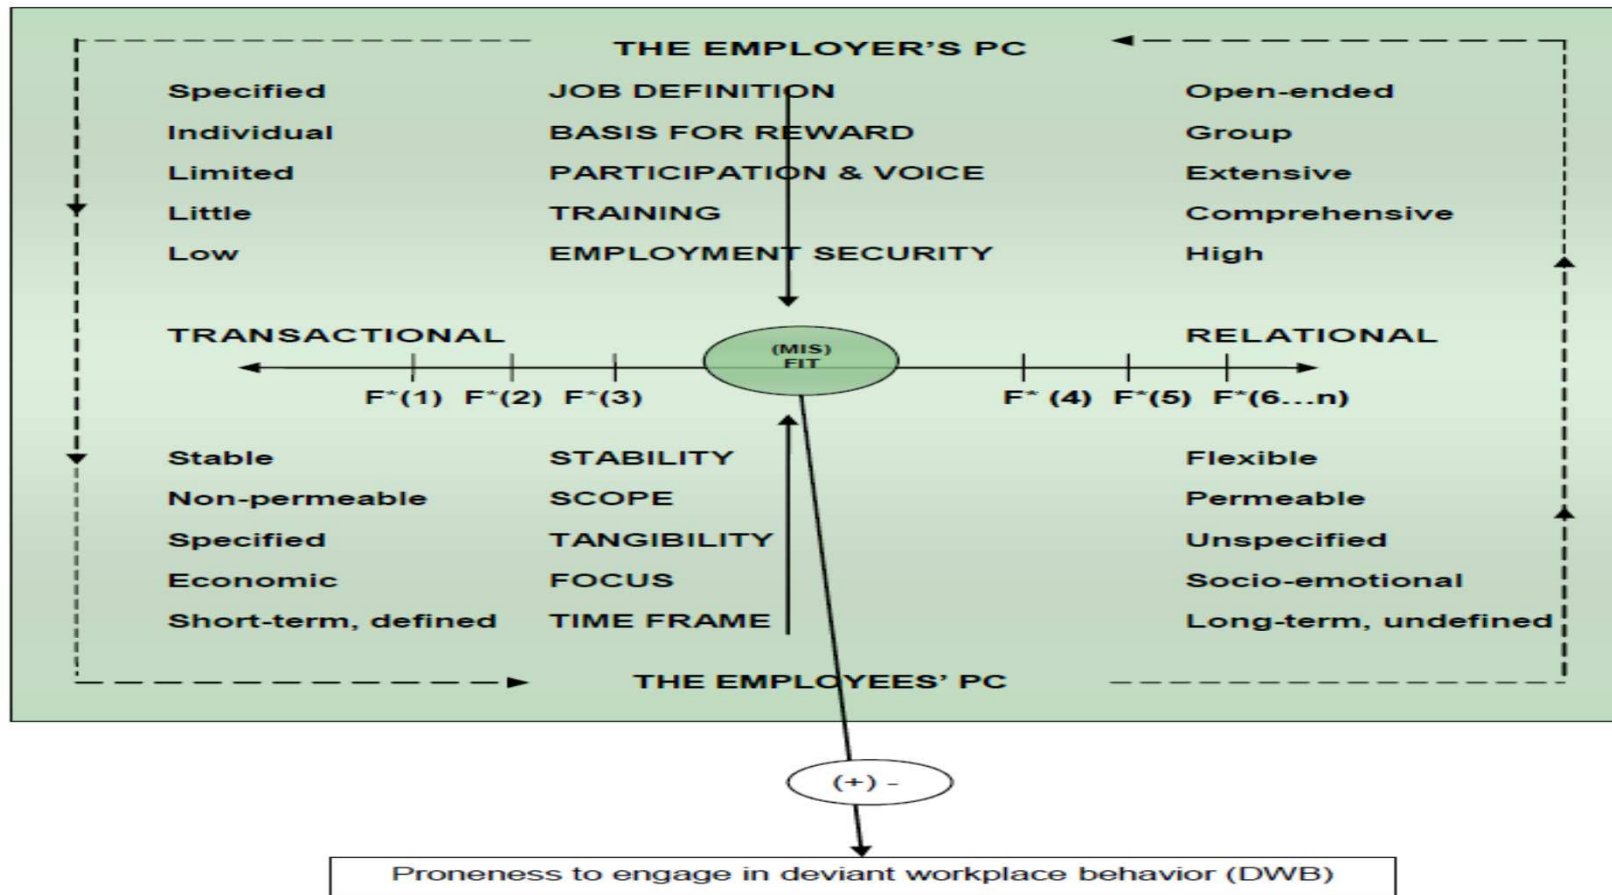 THE EMPLOYER'S PC
Specified JOB DEFINITION Open-ended
Individual BASIS FOR REWARD Group
Limited PARTICIPATION & VOICE Extensive
Little TRAINING Comprehensive
Low EMPLOYMENT SECURITY High
TRANSACTIONAL (MIS) FIT RELATIONAL
F*(1) F*(2) F*(3) F* (4) F*(5) F*(6...n)
Stable STABILITY Flexible
Non-permeable SCOPE Permeable
Specified TANGIBILITY Unspecified
Economic FOCUS Socio-emotional
Short-term, defined TIME FRAME Long-term, undefined
THE EMPLOYEES' PC
(+) -
Proneness to engage in deviant workplace behavior (DWB)